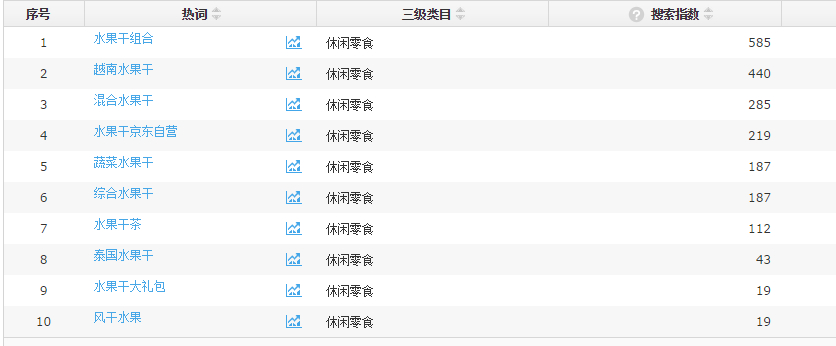 序号 热词 三级类目 ? 搜索指数
1 水果干组合 休闲零食 585
2 越南水果干 休闲零食 440
3 混合水果干 休闲零食 285
4 水果干京东自营 休闲零食 219
5 蔬菜水果干 休闲零食 187
6 综合水果干 休闲零食 187
7 水果干茶 休闲零食 112
8 泰国水果干 休闲零食 43
9 水果干大礼包 休闲零食 19
10 风干水果 休闲零食 19